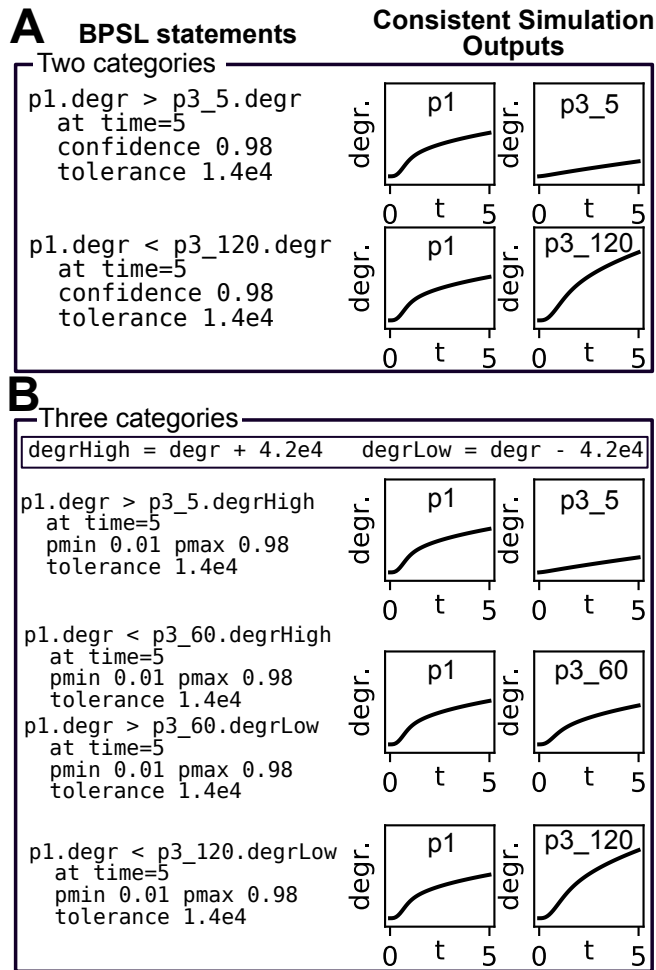 A
BPSL statements
Consistent Simulation
Outputs
Two categories
p1.degr > p3_5.degr
at time=5
confidence 0.98
tolerance 1.4e4
degr.
p1
0 t 5
degr.
p3_5
0 t 5
p1.degr < p3_120.degr
at time=5
confidence 0.98
tolerance 1.4e4
degr.
p1
0 t 5
degr.
p3_120
0 t 5
B
Three categories
degrHigh = degr + 4.2e4 degrLow = degr - 4.2e4
p1.degr > p3_5.degrHigh
at time=5
pmin 0.01 pmax 0.98
tolerance 1.4e4
degr.
p1
0 t 5
degr.
p3_5
0 t 5
p1.degr < p3_60.degrHigh
at time=5
pmin 0.01 pmax 0.98
tolerance 1.4e4
p1.degr > p3_60.degrLow
at time=5
pmin 0.01 pmax 0.98
tolerance 1.4e4
degr.
p1
0 t 5
degr.
p3_60
0 t 5
p1.degr < p3_120.degrLow
at time=5
pmin 0.01 pmax 0.98
tolerance 1.4e4
degr.
p1
0 t 5
degr.
p3_120
0 t 5